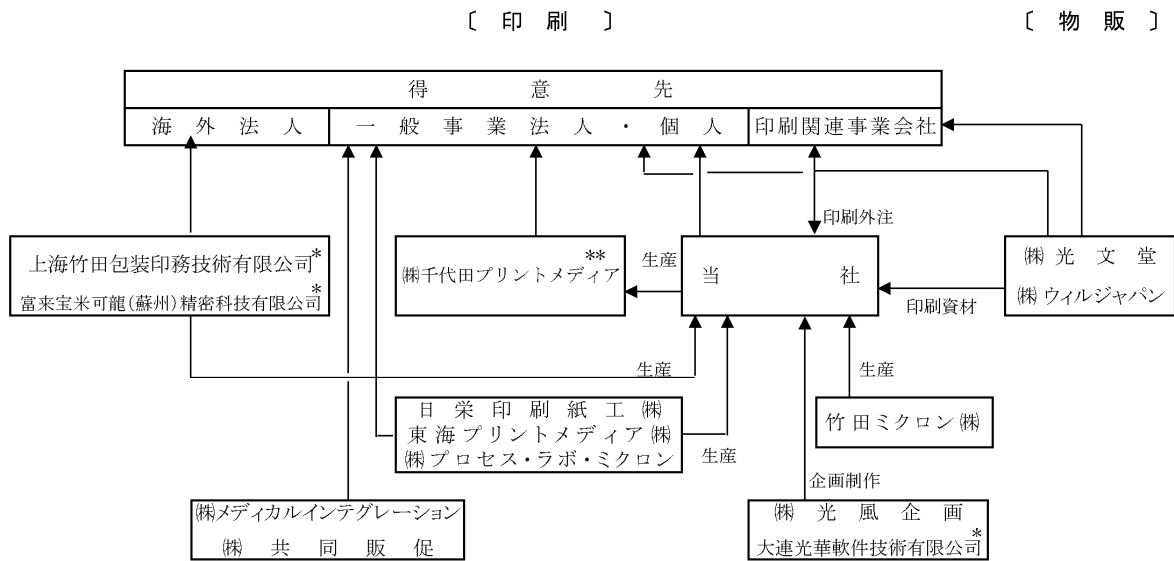 〔 印 刷 〕 〔 物 販 〕
得 意 先
海 外 法 人 一 般 事 業 法 人 ・ 個 人 印刷関連事業会社
印刷外注
上海竹田包装印務技術有限公司*
富来宝米可龍(蘇州)精密科技有限公司*
㈱千代田プリントメディア**
生産
当 社
㈱ 光 文 堂
㈱ ウィルジャパン
印刷資材
生産
生産
日 栄 印 刷 紙 工 ㈱
東 海 プリントメディア ㈱
㈱ プロセス・ラボ・ミクロン
生産
竹 田 ミクロン ㈱
企画制作
㈱メディカルインテグレーション
㈱ 共 同 販 促
㈱ 光 風 企 画
大連光華軟件技術有限公司*